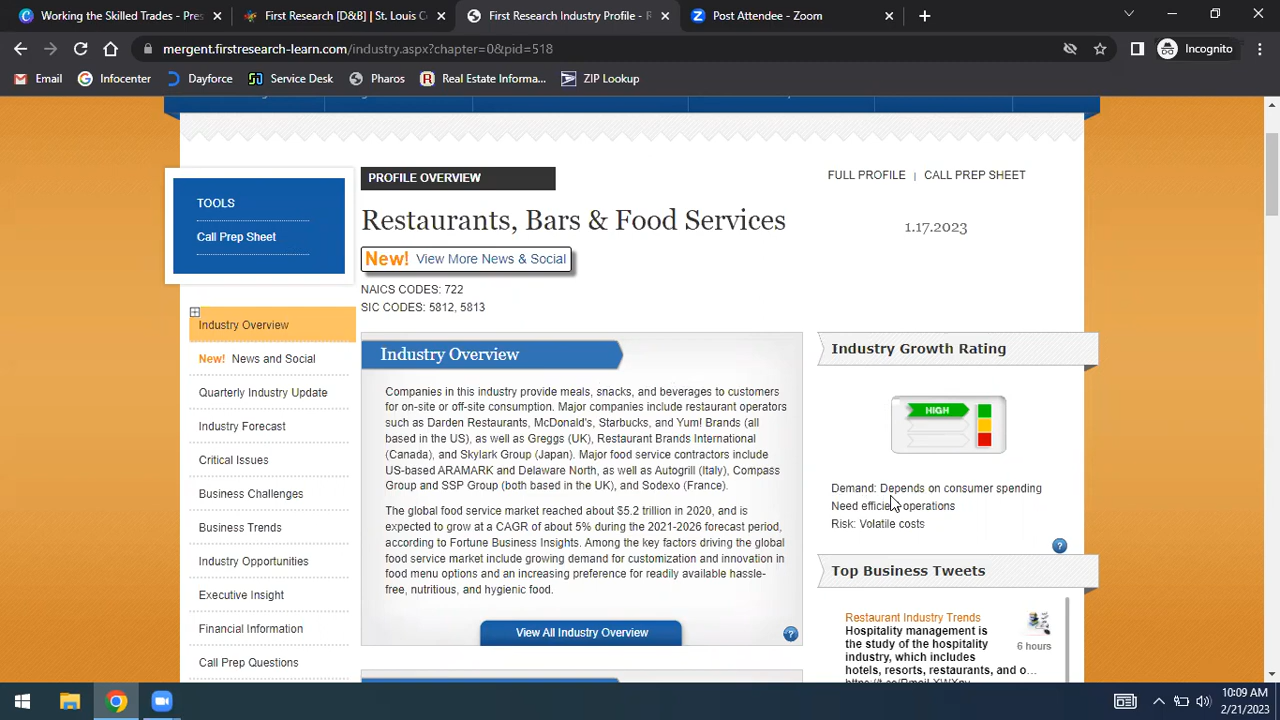 Working the Skilled Trades - Pres
First Research [D&B] | St. Louis C
First Research Industry Profile - R
Post Attendee - Zoom
mergent.firstresearch-learn.com/industry.aspx?chapter=0&pid=518
Incognito
Email
Infocenter
Dayforce
Service Desk
Pharos
Real Estate Informa...
ZIP Lookup
TOOLS
Call Prep Sheet
PROFILE OVERVIEW
FULL PROFILE | CALL PREP SHEET
Restaurants, Bars & Food Services
1.17.2023
New! View More News & Social
NAICS CODES: 722
SIC CODES: 5812, 5813
Industry Overview
New! News and Social
Quarterly Industry Update
Industry Forecast
Critical Issues
Business Challenges
Business Trends
Industry Opportunities
Executive Insight
Financial Information
Call Prep Questions
Industry Overview
Companies in this industry provide meals, snacks, and beverages to customers
for on-site or off-site consumption. Major companies include restaurant operators
such as Darden Restaurants, McDonald's, Starbucks, and Yum! Brands (all
based in the US), as well as Greggs (UK), Restaurant Brands International
(Canada), and Skylark Group (Japan). Major food service contractors include
US-based ARAMARK and Delaware North, as well as Autogrill (Italy), Compass
Group and SSP Group (both based in the UK), and Sodexo (France).
The global food service market reached about $5.2 trillion in 2020, and is
expected to grow at a CAGR of about 5% during the 2021-2026 forecast period,
according to Fortune Business Insights. Among the key factors driving the global
food service market include growing demand for customization and innovation in
food menu options and an increasing preference for readily available hassle-
free, nutritious, and hygienic food.
View All Industry Overview
?
Industry Growth Rating
HIGH
Demand: Depends on consumer spending
Need efficient operations
Risk: Volatile costs
?
Top Business Tweets
Restaurant Industry Trends
Hospitality management is
the study of the hospitality
industry, which includes
hotels, resorts, restaurants, and o...
6 hours
10:09 AM
2/21/2023